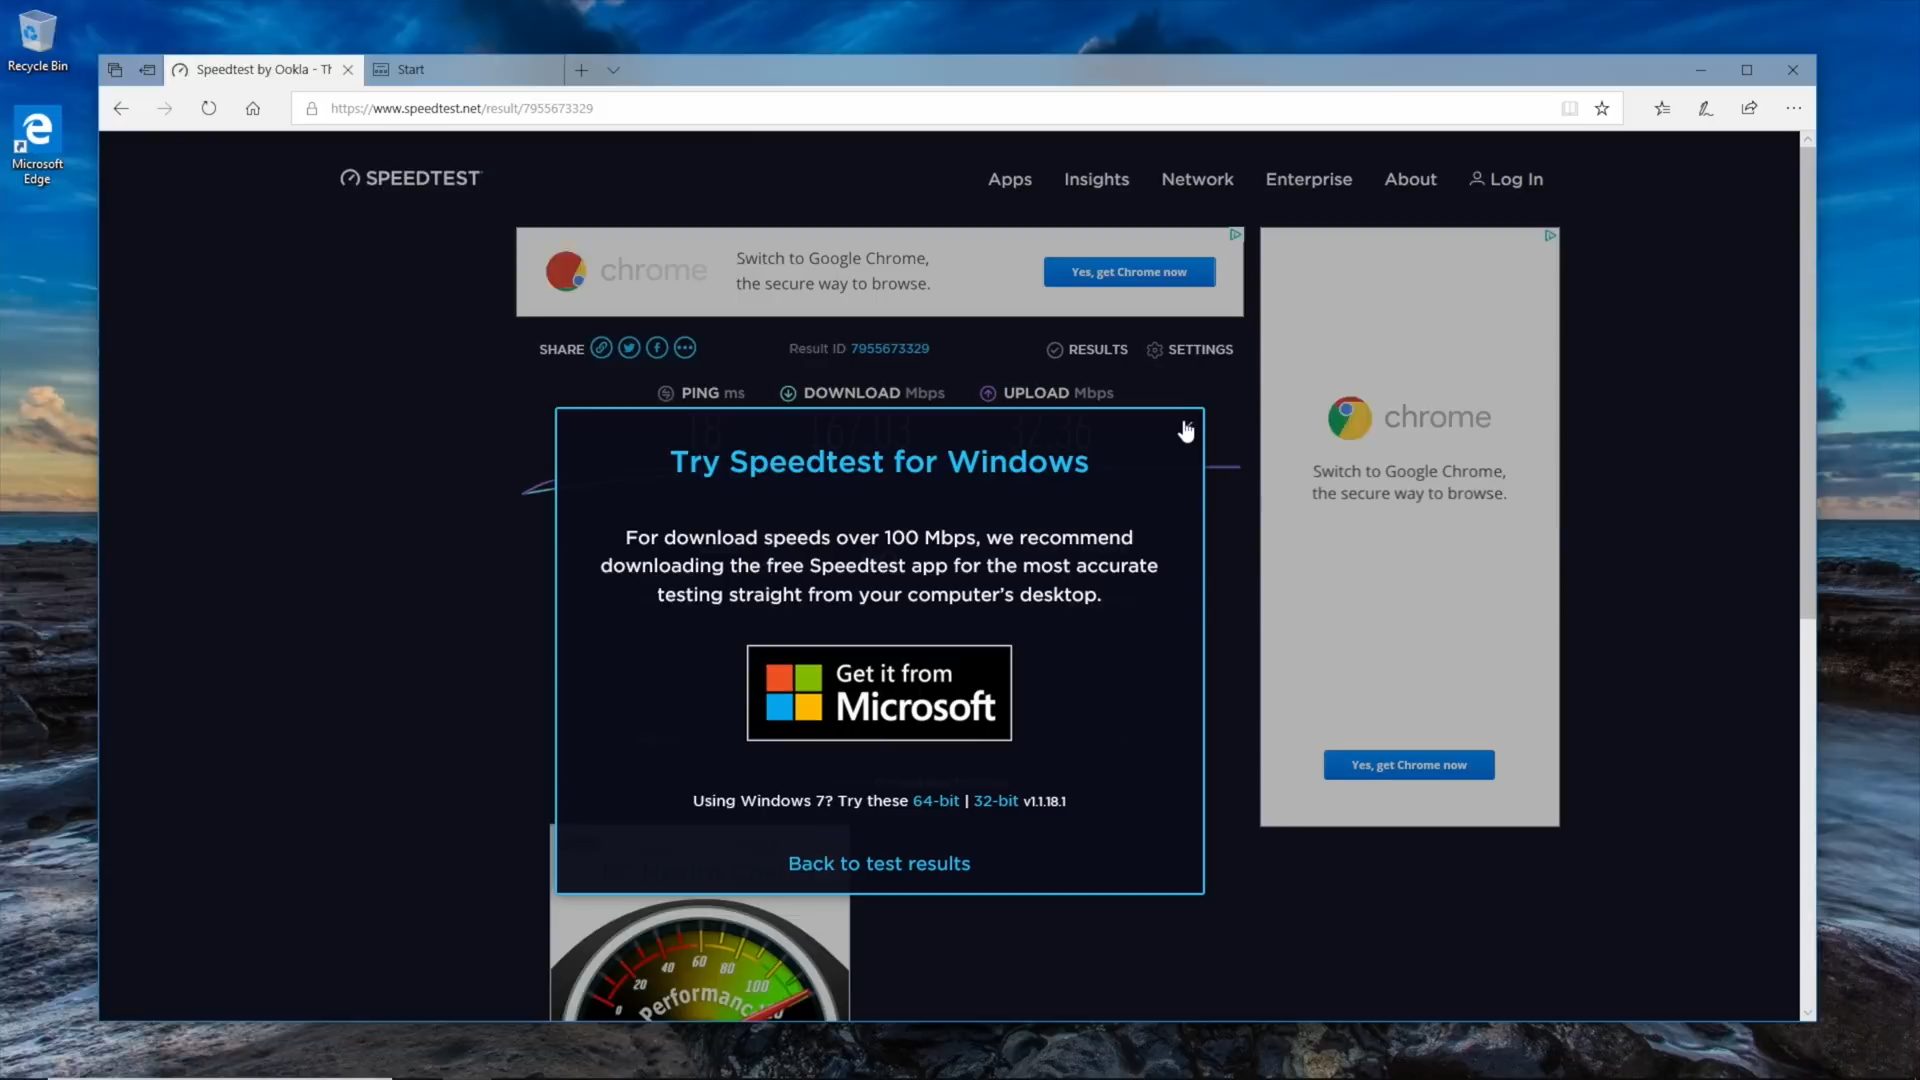 Recycle Bin
Microsoft
Edge
Speedtest by Ookla - Th
Start
https://www.speedtest.net/result/7955673329
SPEEDTEST
Apps
Insights
Network
Enterprise
About
Log In
chrome
Switch to Google Chrome,
the secure way to browse.
Yes, get Chrome now
SHARE
Result ID 7955673329
RESULTS
SETTINGS
PING ms
DOWNLOAD Mbps
UPLOAD Mbps
18
167.03
32.36
Try Speedtest for Windows
For download speeds over 100 Mbps, we recommend
downloading the free Speedtest app for the most accurate
testing straight from your computer's desktop.
Get it from
Microsoft
Using Windows 7? Try these 64-bit | 32-bit v1.1.18.1
Back to test results
chrome
Switch to Google Chrome,
the secure way to browse.
Yes, get Chrome now
0
20
40
60
80
100